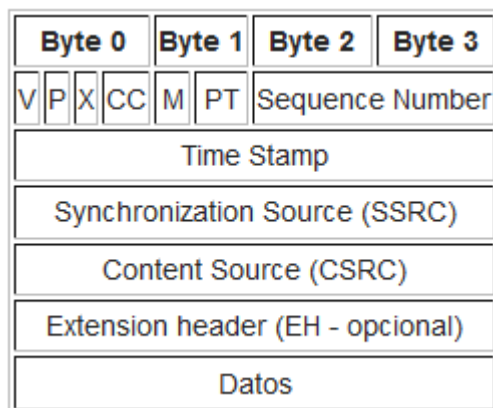 Byte 0 Byte 1 Byte 2 Byte 3
V P X CC M PT Sequence Number
Time Stamp
Synchronization Source (SSRC)
Content Source (CSRC)
Extension header (EH - opcional)
Datos